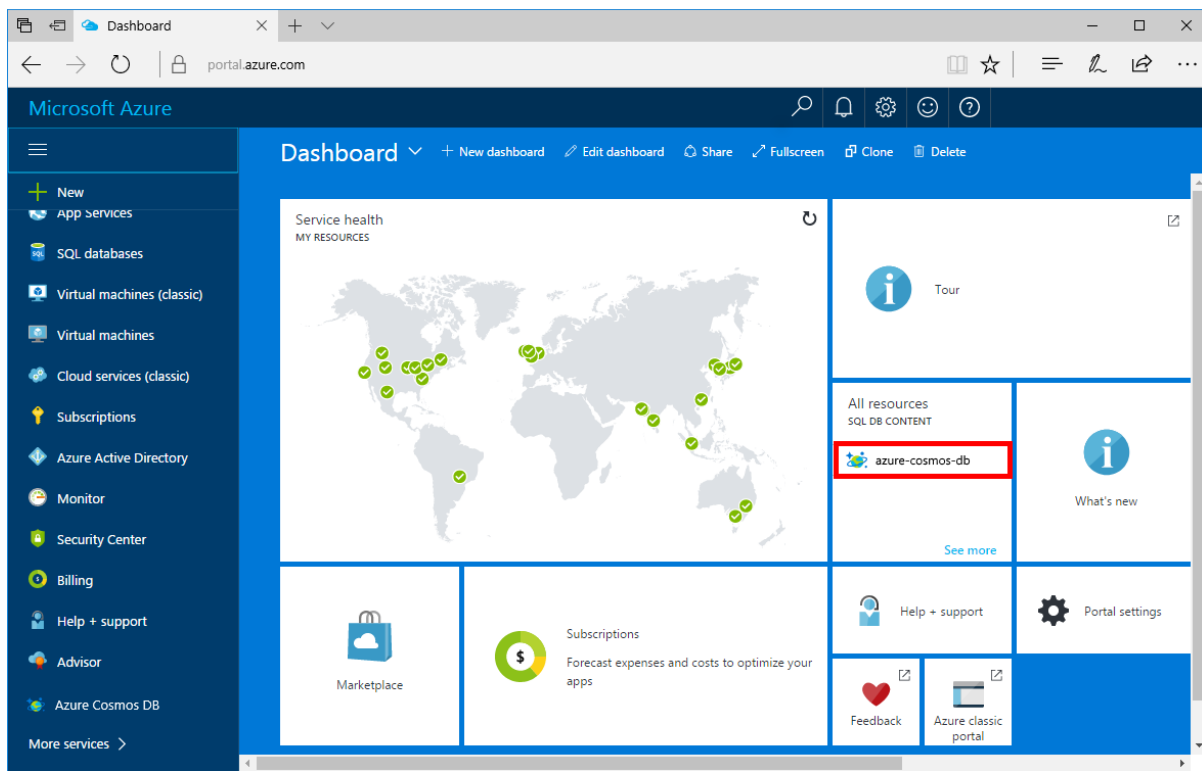 Dashboard
portal.azure.com
Microsoft Azure
Dashboard
New dashboard
Edit dashboard
Share
Fullscreen
Clone
Delete
New
App Services
SQL databases
Virtual machines (classic)
Virtual machines
Cloud services (classic)
Subscriptions
Azure Active Directory
Monitor
Security Center
Billing
Help + support
Advisor
Azure Cosmos DB
More services
Service health
MY RESOURCES
Tour
All resources
SQL DB CONTENT
azure-cosmos-db
See more
What's new
Marketplace
Subscriptions
Forecast expenses and costs to optimize your
apps
Help + support
Portal settings
Feedback
Azure classic
portal